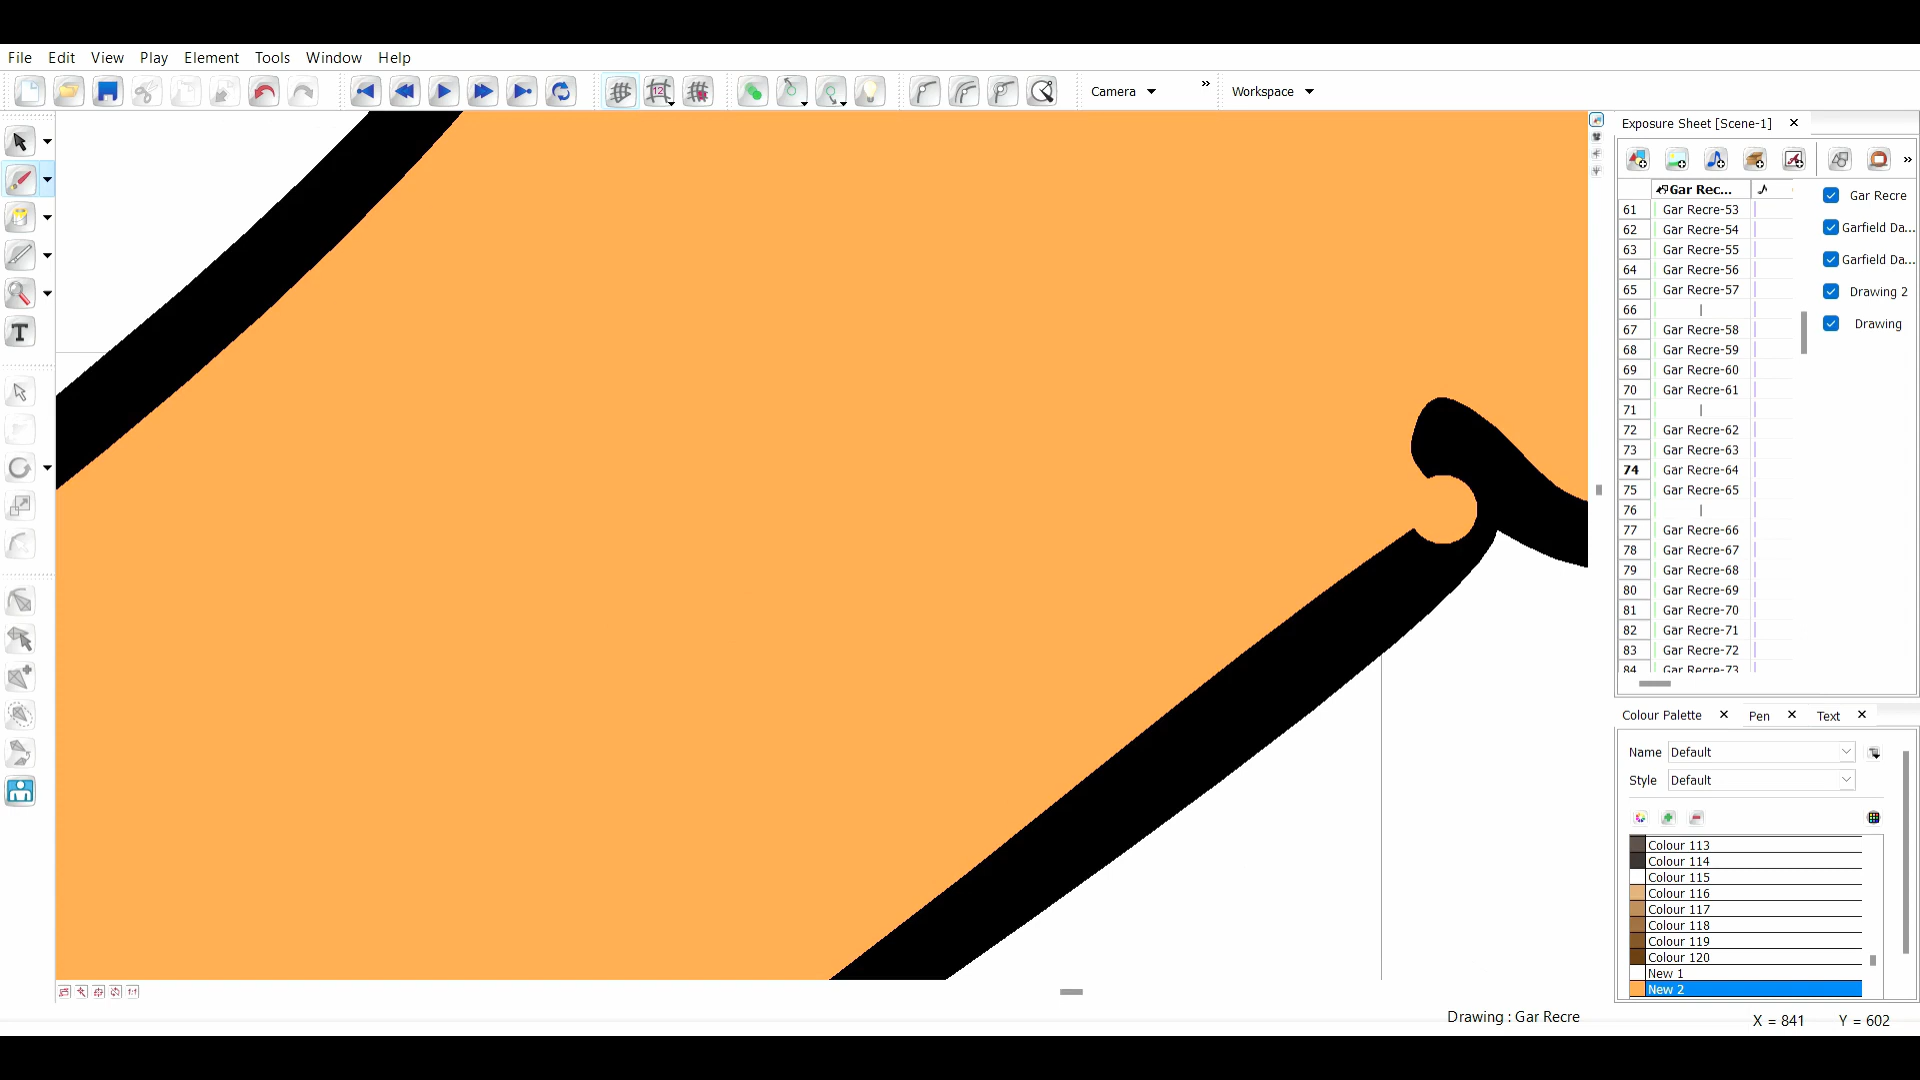 File Edit View Play Element Tools Window Help
12
Camera » Workspace
Exposure Sheet [Scene-1]
»
Gar Rec...
61 Gar Recre-53
62 Gar Recre-54
63 Gar Recre-55
64 Gar Recre-56
65 Gar Recre-57
66 |
67 Gar Recre-58
68 Gar Recre-59
69 Gar Recre-60
70 Gar Recre-61
71 |
72 Gar Recre-62
73 Gar Recre-63
74 Gar Recre-64
75 Gar Recre-65
76 |
77 Gar Recre-66
78 Gar Recre-67
79 Gar Recre-68
80 Gar Recre-69
81 Gar Recre-70
82 Gar Recre-71
83 Gar Recre-72
84 Gar Recre-73
Gar Recre
Garfield Da...
Garfield Da...
Drawing 2
Drawing
T
Colour Palette Pen Text
Name Default
Style Default
Colour 113
Colour 114
Colour 115
Colour 116
Colour 117
Colour 118
Colour 119
Colour 120
New 1
New 2
1:1
Drawing : Gar Recre
X = 841 Y = 602